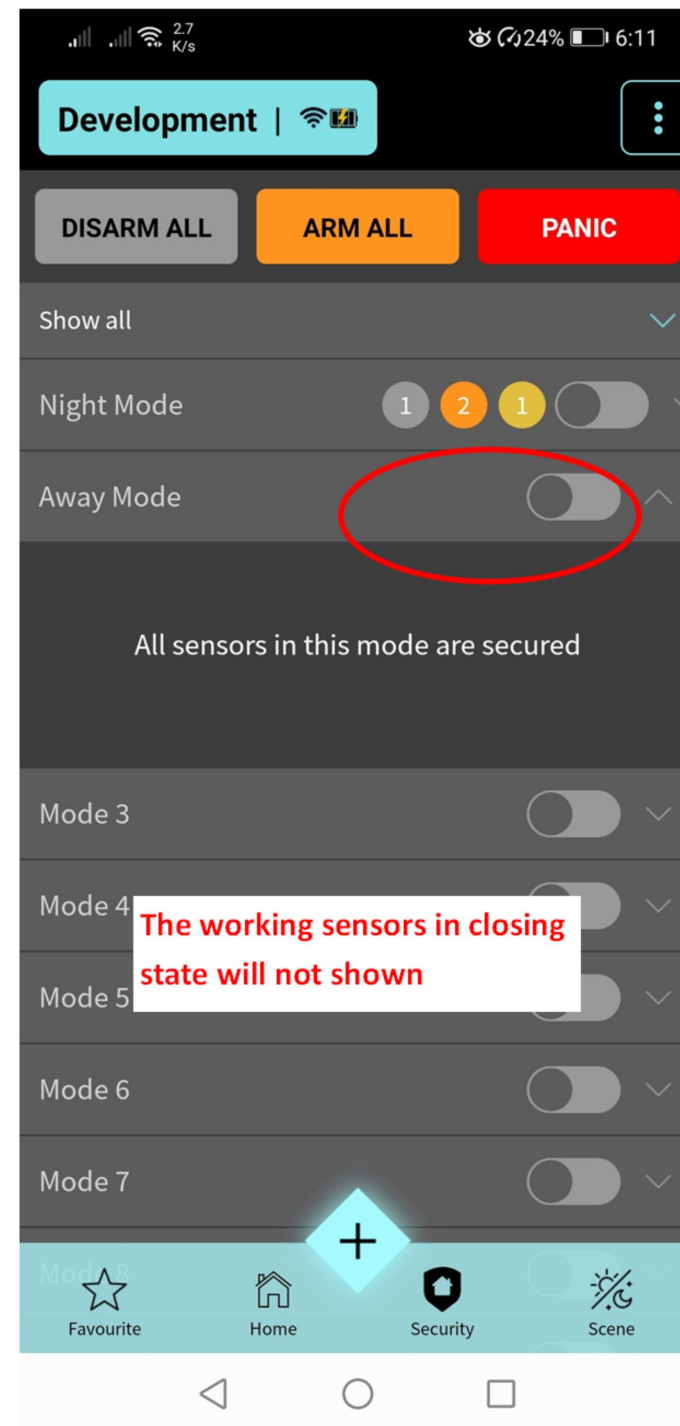 2.7
K/s
24% 6:11
Development |
DISARM ALL ARM ALL PANIC
Show all
Night Mode 1 2 1
Away Mode
All sensors in this mode are secured
Mode 3
Mode 4
The working sensors in closing
state will not shown
Mode 5
Mode 6
Mode 7
+
Mode 8
Favourite Home Security Scene